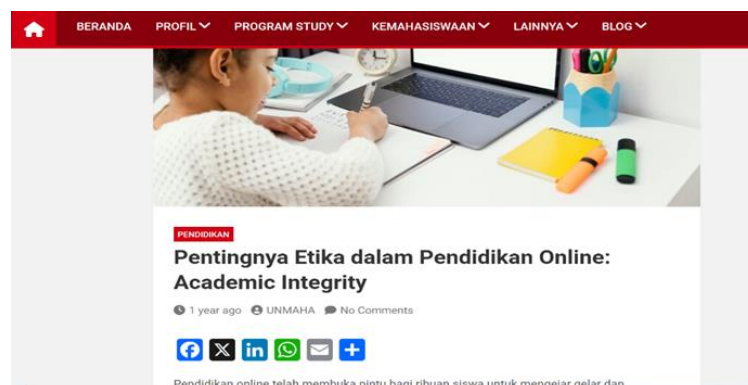 BERANDA PROFIL PROGRAM STUDY KEMAHASISWAAN LAINNYA BLOG
PENDIDIKAN
Pentingnya Etika dalam Pendidikan Online:
Academic Integrity
1 year ago UNMAHA No Comments
Pendidikan online telah membuka pintu bagi ribuan siswa untuk mengejar gelar dan